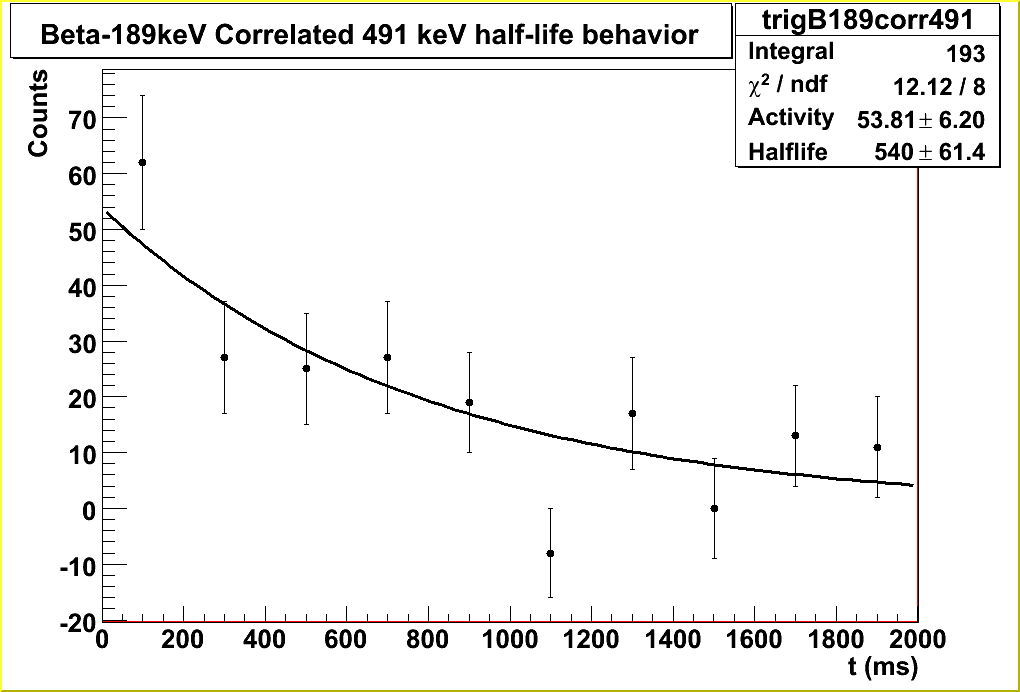 Beta-189keV Correlated 491 keV half-life behavior
trigB189corr491
Integral 193
χ² / ndf 12.12 / 8
Activity 53.81 ± 6.20
Halflife 540 ± 61.4
Counts
70
60
50
40
30
20
10
0
-10
-20
0 200 400 600 800 1000 1200 1400 1600 1800 2000
t (ms)